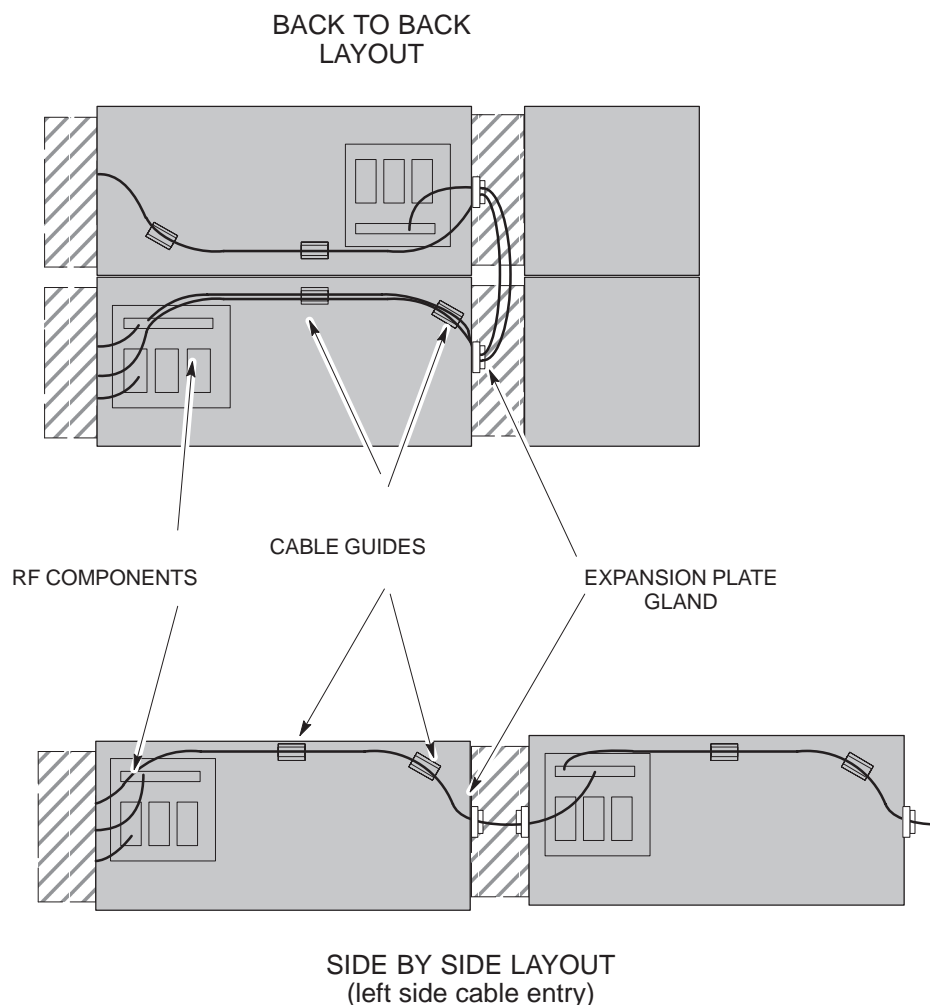 BACK TO BACK
LAYOUT
CABLE GUIDES
RF COMPONENTS
EXPANSION PLATE
GLAND
SIDE BY SIDE LAYOUT
(left side cable entry)